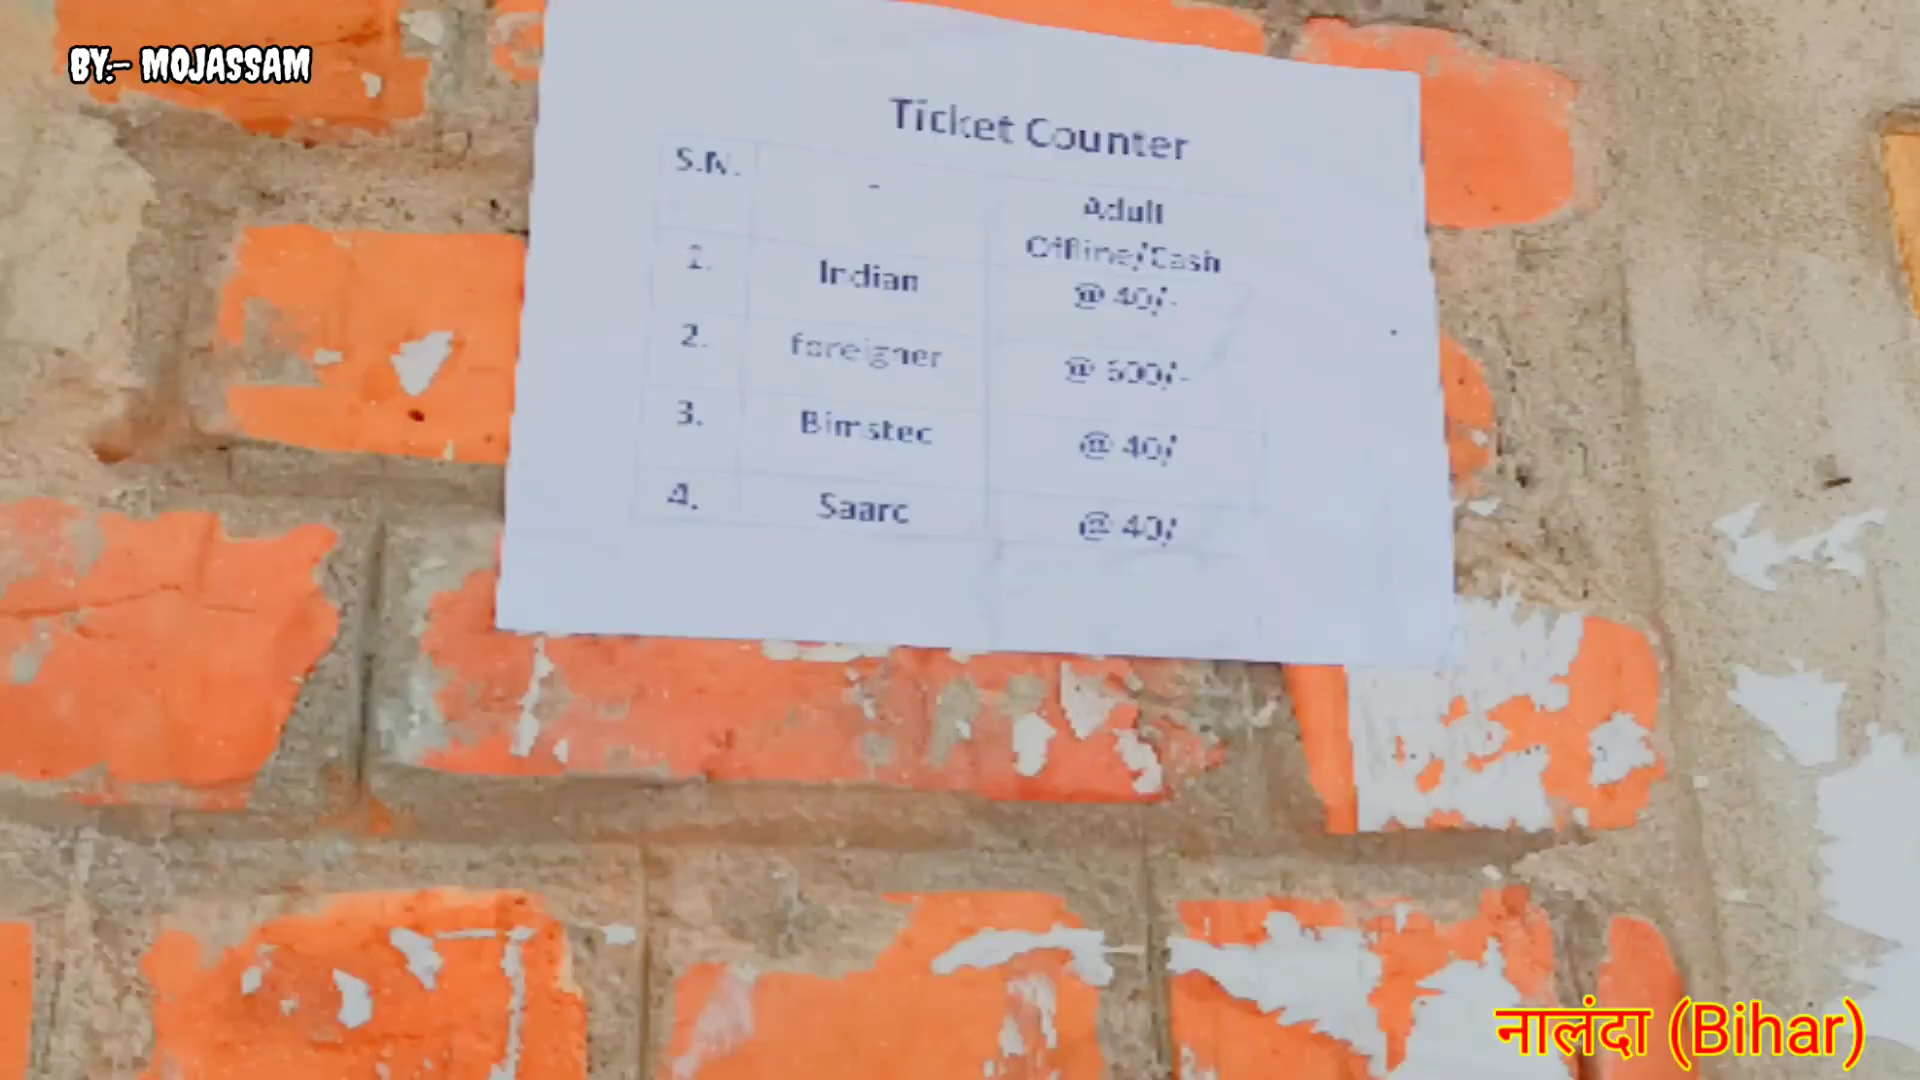 BY:- MOJASSAM
Ticket Counter
S.N. - Adult Offline/Cash
1. Indian @ 40/-
2. foreigner @ 600/-
3. Bimstec @ 40/
4. Saarc @ 40/
नालंदा (Bihar)